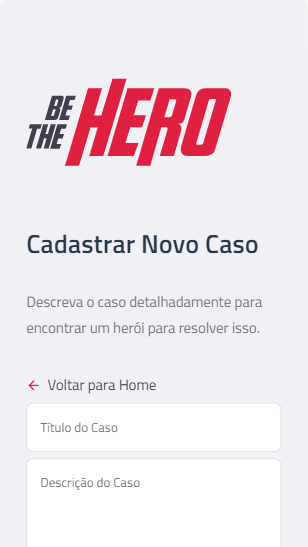 BE
THE HERO
Cadastrar Novo Caso
Descreva o caso detalhadamente para
encontrar um herói para resolver isso.
← Voltar para Home
Título do Caso
Descrição do Caso